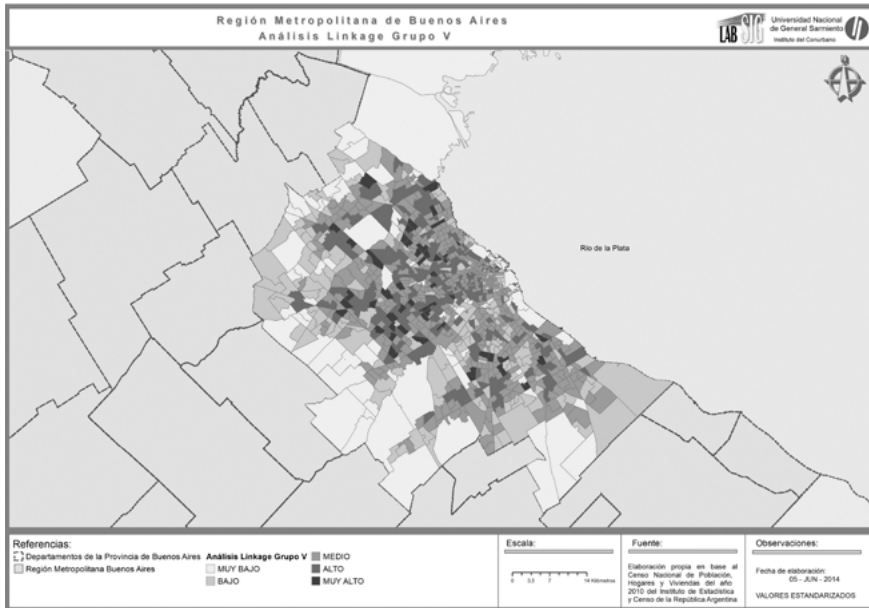 Región Metropolitana de Buenos Aires
Análisis Linkage Grupo V
LAB SIG
Universidad Nacional
de General Sarmiento
Instituto del Conurbano
Río de la Plata
Referencias:
Departamentos de la Provincia de Buenos Aires
Región Metropolitana Buenos Aires
Análisis Linkage Grupo V
MUY BAJO
BAJO
MEDIO
ALTO
MUY ALTO
Escala:
0 3,5 7 14 Kilómetros
Fuente:
Elaboración propia en base al
Censo Nacional de Población,
Hogares y Viviendas del año
2010 del Instituto de Estadística
y Censo de la República Argentina
Observaciones:
Fecha de elaboración:
05 - JUN - 2014
VALORES ESTANDARIZADOS